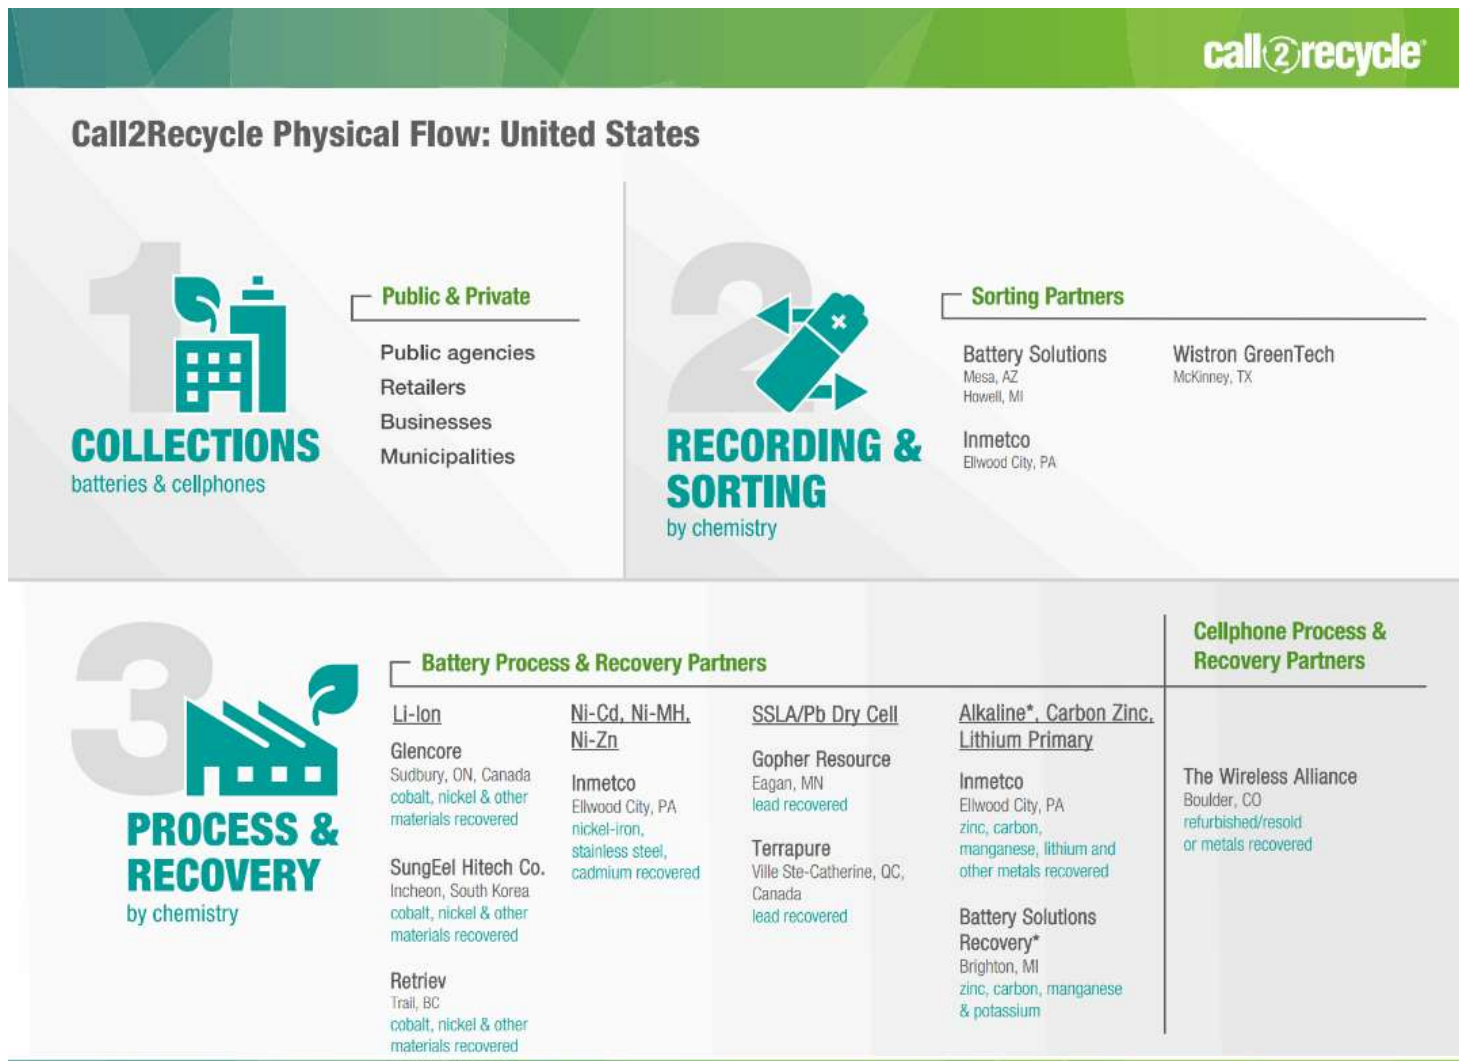 call2recycle®
Call2Recycle Physical Flow: United States
1
COLLECTIONS
batteries & cellphones
Public & Private
Public agencies
Retailers
Businesses
Municipalities
2
RECORDING &
SORTING
by chemistry
Sorting Partners
Battery Solutions
Mesa, AZ
Howell, MI
Inmetco
Ellwood City, PA
Wistron GreenTech
McKinney, TX
3
PROCESS &
RECOVERY
by chemistry
Battery Process & Recovery Partners
Li-Ion
Glencore
Sudbury, ON, Canada
cobalt, nickel & other
materials recovered
SungEel Hitech Co.
Incheon, South Korea
cobalt, nickel & other
materials recovered
Retriev
Trail, BC
cobalt, nickel & other
materials recovered
Ni-Cd, Ni-MH,
Ni-Zn
Inmetco
Ellwood City, PA
nickel-iron,
stainless steel,
cadmium recovered
SSLA/Pb Dry Cell
Gopher Resource
Eagan, MN
lead recovered
Terrapure
Ville Ste-Catherine, QC,
Canada
lead recovered
Alkaline*, Carbon Zinc,
Lithium Primary
Inmetco
Ellwood City, PA
zinc, carbon,
manganese, lithium and
other metals recovered
Battery Solutions
Recovery*
Brighton, MI
zinc, carbon, manganese
& potassium
Cellphone Process &
Recovery Partners
The Wireless Alliance
Boulder, CO
refurbished/resold
or metals recovered